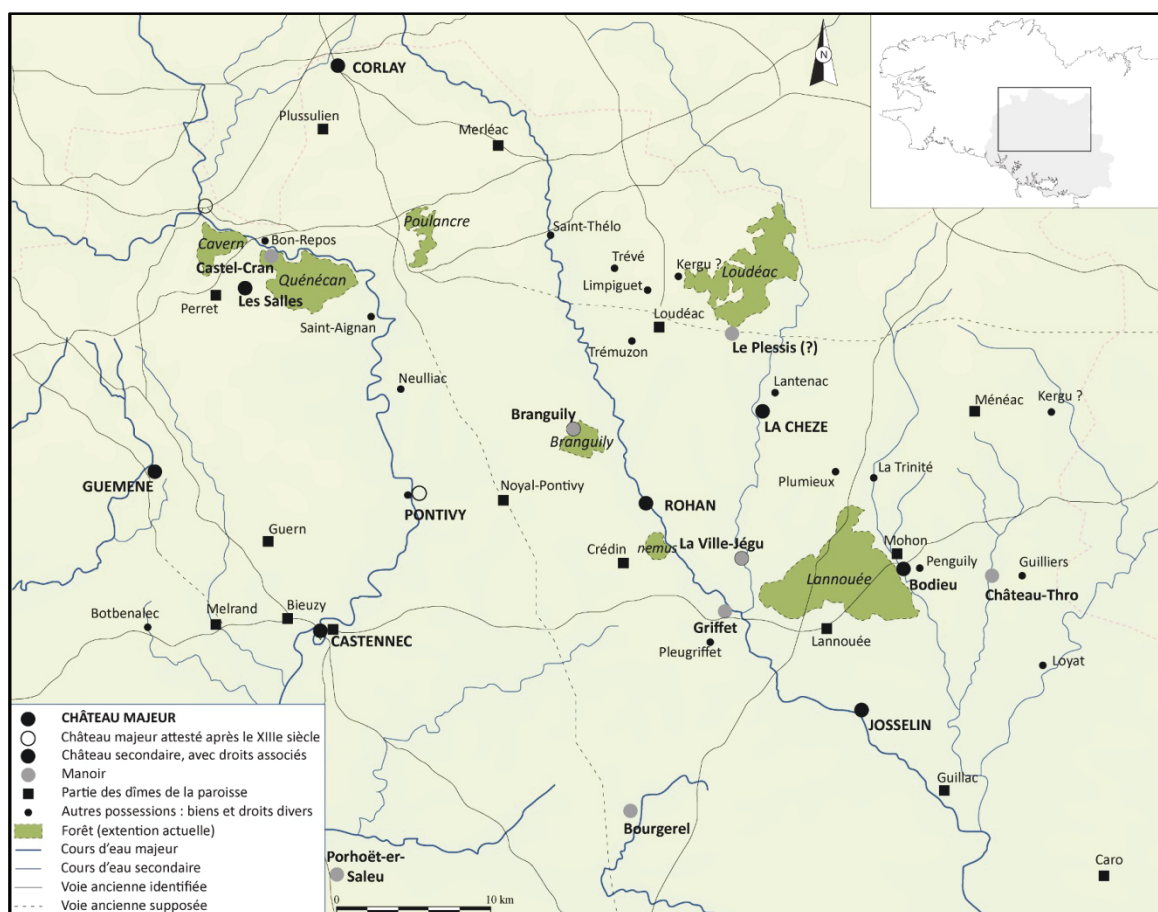 CORLAY
N
Plussulien
Merléac
Poulancre
Saint-Thélo
Cavern
Bon-Repos
Castel-Cran
Quénécan
Trévé
Kergu ?
Loudéac
Limpiguet
Les Salles
Perret
Saint-Aignan
Loudéac
Trémuzon
Le Plessis (?)
Neulliac
Lantenac
Branguily
Branguily
LA CHEZE
Ménéac
Kergu ?
GUEMENE
PONTIVY
Noyal-Pontivy
ROHAN
Plumieux
La Trinité
Guern
Crédin
nemus
La Ville-Jégu
Mohon
Penguily
Guilliers
Lannouée
Bodieu
Château-Thro
Botbenalec
Melrand
Bieuzy
CASTENNEC
Griffet
Pleugriffet
Lannouée
Loyat
JOSSELIN
Guillac
Bourgerel
Porhoët-er-
Saleu
Caro
0 10 km
CHÂTEAU MAJEUR
Château majeur attesté après le XIIIe siècle
Château secondaire, avec droits associés
Manoir
Partie des dîmes de la paroisse
Autres possessions : biens et droits divers
Forêt (extention actuelle)
Cours d'eau majeur
Cours d'eau secondaire
Voie ancienne identifiée
Voie ancienne supposée